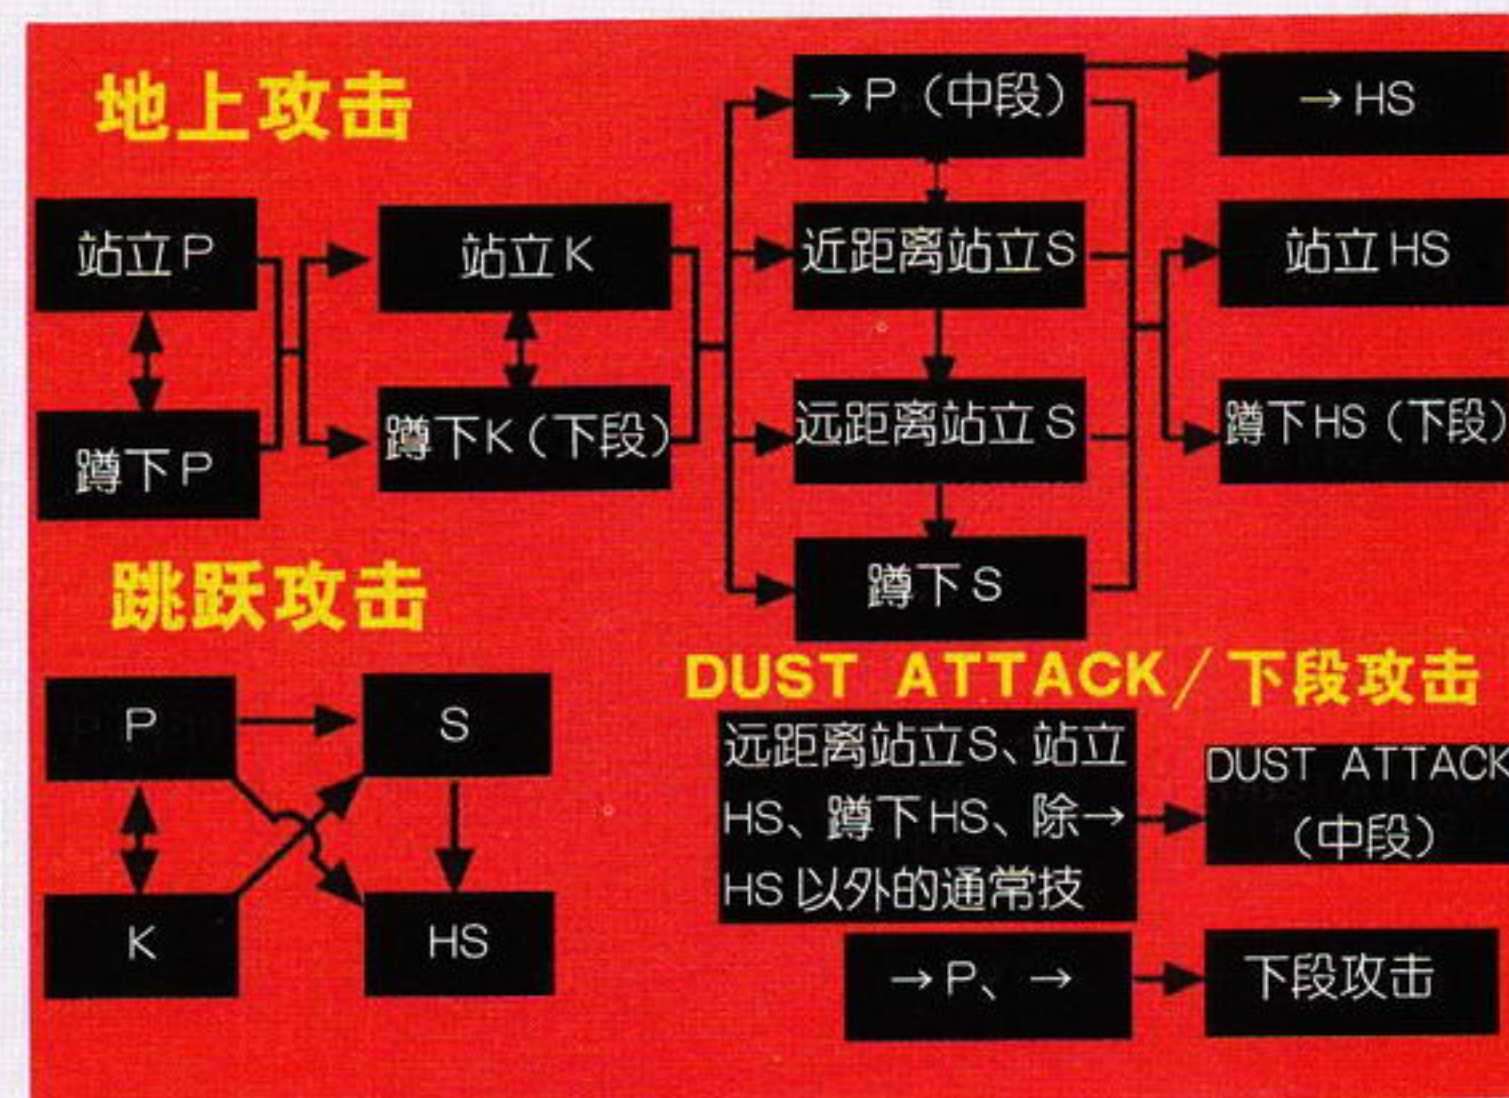 地上攻击
站立P
蹲下P
站立K
蹲下K(下段)
→P(中段)
近距离站立S
远距离站立S
蹲下S
→HS
站立HS
蹲下HS(下段)
跳跃攻击
P
S
K
HS
DUST ATTACK/下段攻击
远距离站立S、站立
HS、蹲下HS、除→
HS以外的通常技
DUST ATTACK
(中段)
→P、→
下段攻击